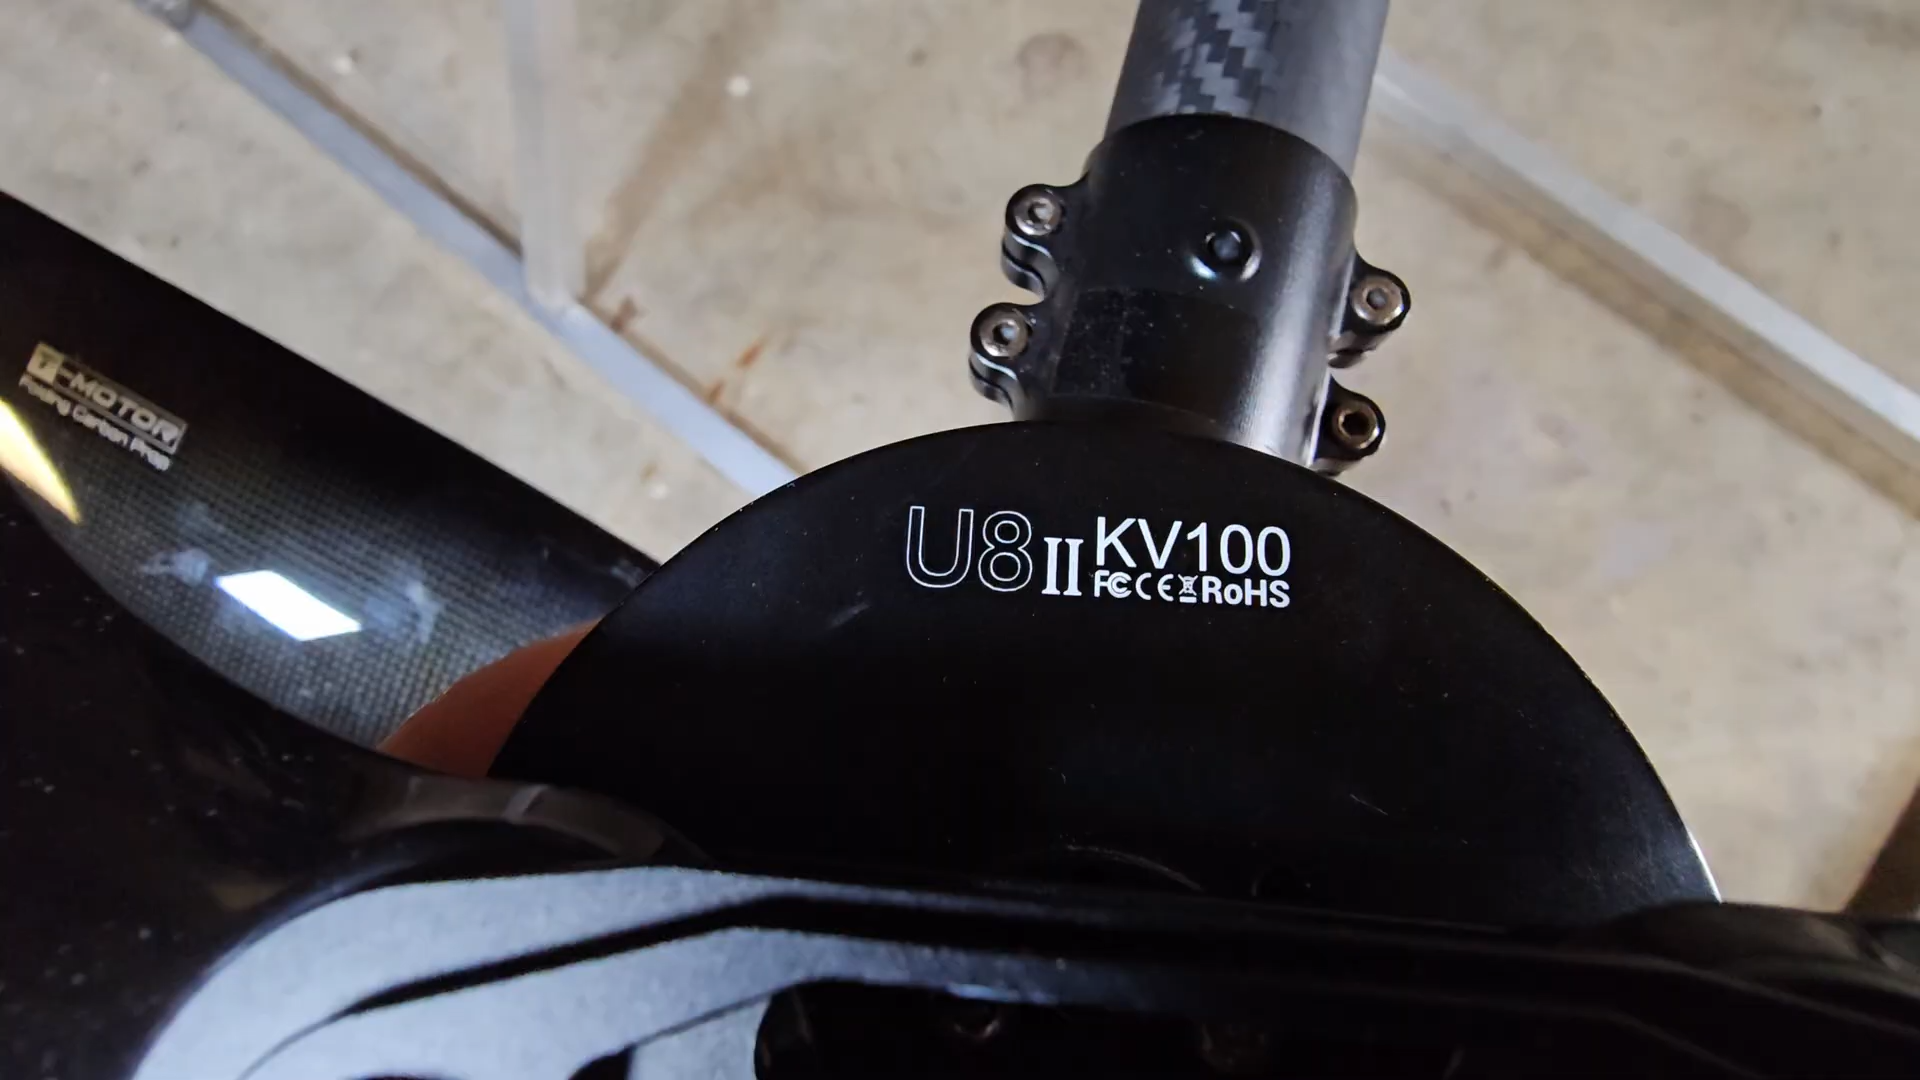 T-MOTOR
Folding Carbon Prop
U8 II KV100
FC CE RoHS